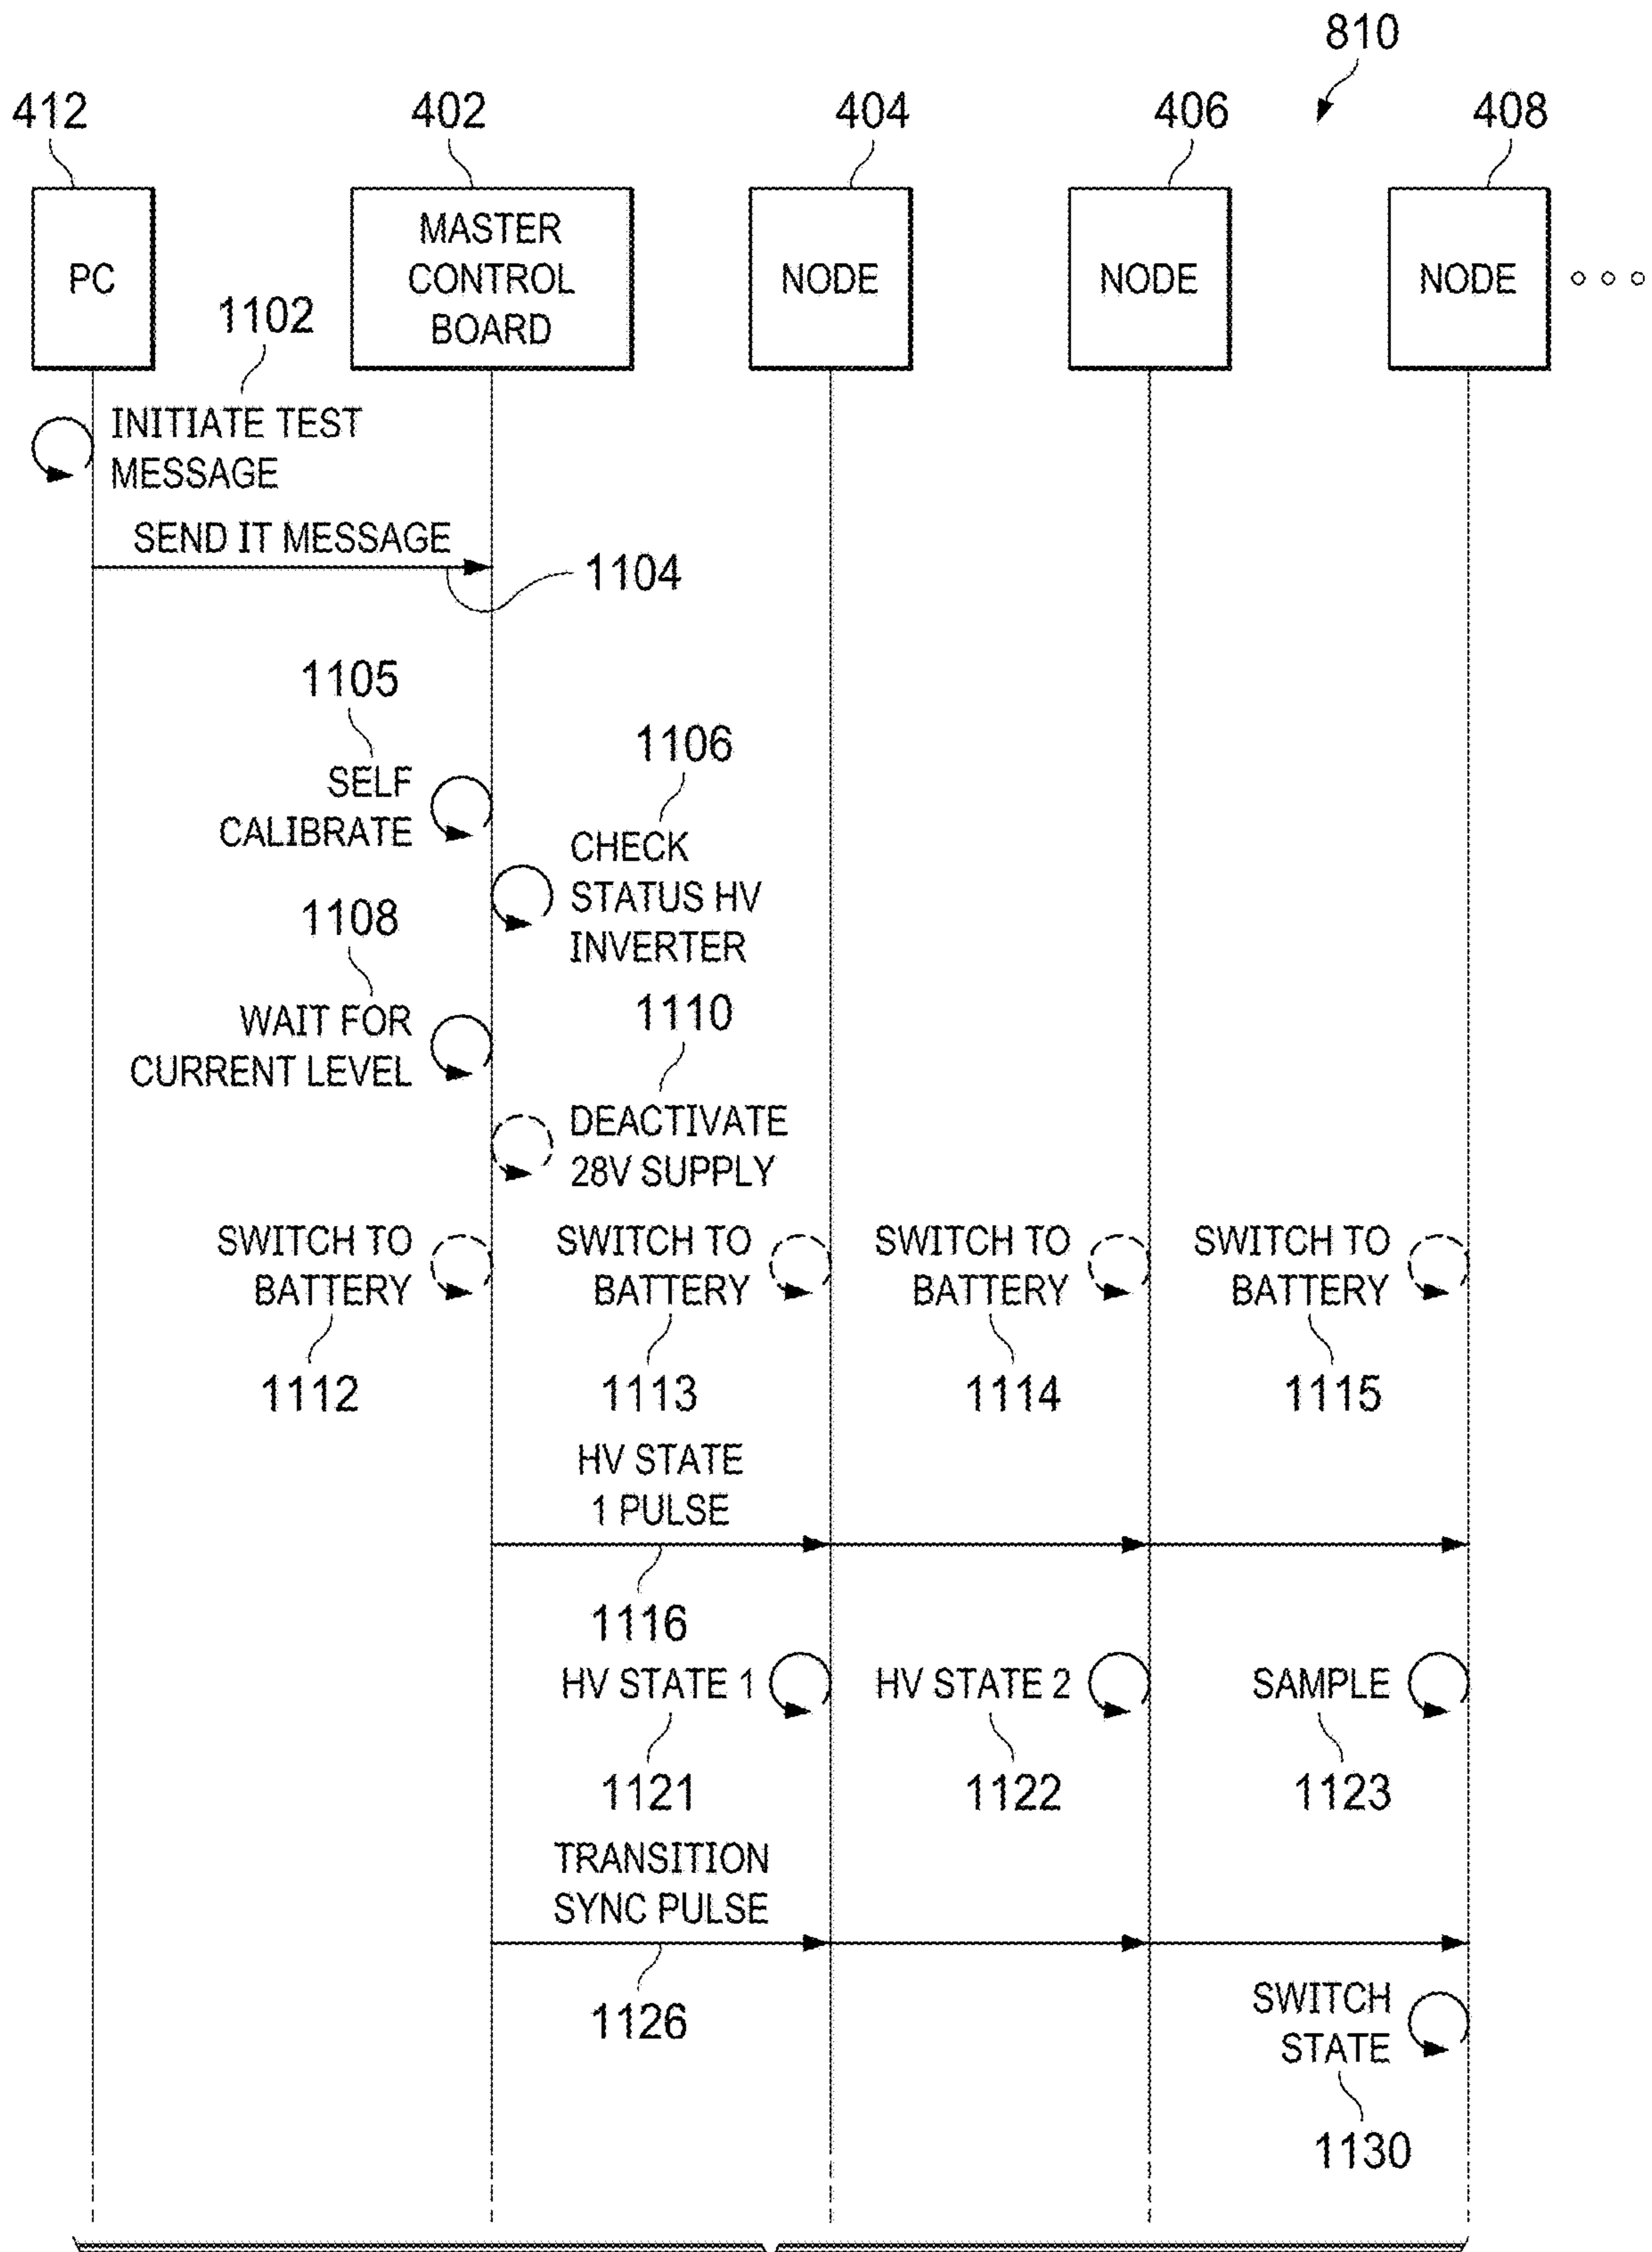 810
412
402
404
406
408
PC
MASTER
CONTROL
BOARD
NODE
NODE
NODE
1102
INITIATE TEST
MESSAGE
SEND IT MESSAGE
1104
1105
SELF
CALIBRATE
1106
CHECK
STATUS HV
INVERTER
1108
WAIT FOR
CURRENT LEVEL
1110
DEACTIVATE
28V SUPPLY
SWITCH TO
BATTERY
1112
SWITCH TO
BATTERY
1113
SWITCH TO
BATTERY
1114
SWITCH TO
BATTERY
1115
HV STATE
1 PULSE
1116
HV STATE 1
1121
HV STATE 2
1122
SAMPLE
1123
TRANSITION
SYNC PULSE
1126
SWITCH
STATE
1130